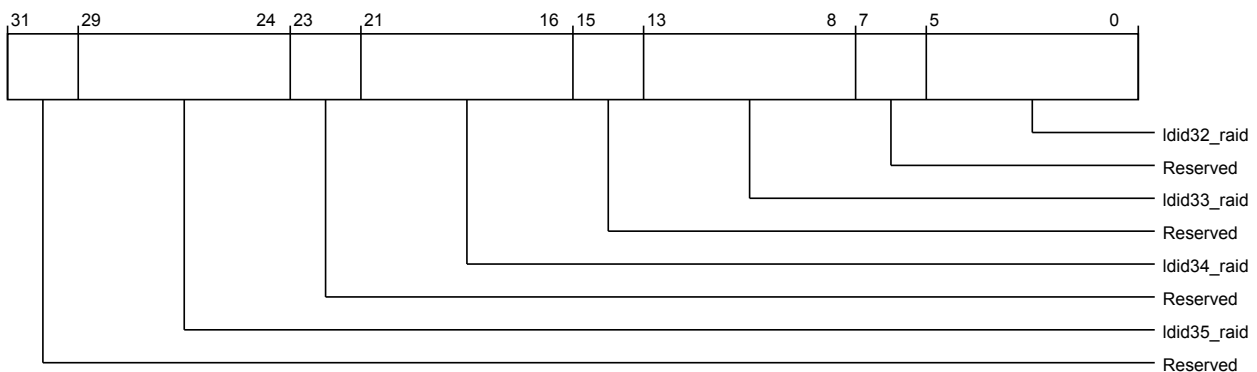 31 29 24 23 21 16 15 13 8 7 5 0
ldid32_raid
Reserved
ldid33_raid
Reserved
ldid34_raid
Reserved
ldid35_raid
Reserved